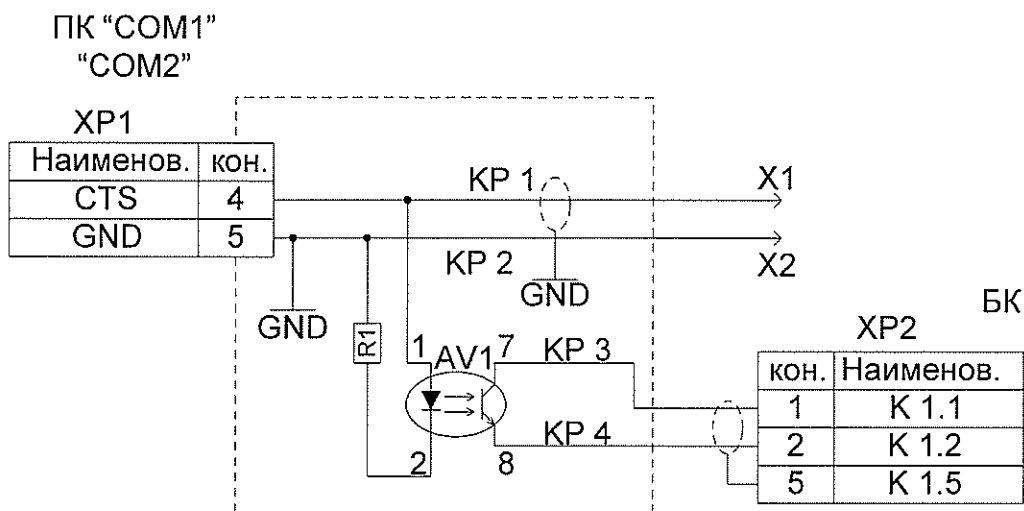 ПК “COM1”
“COM2”
XP1
Наименов. кон.
CTS 4
GND 5
KP 1
X1
KP 2
X2
GND
GND
R1
1 AV1 7 KP 3
2 8 KP 4
БК
XP2
кон. Наименов.
1 K 1.1
2 K 1.2
5 K 1.5